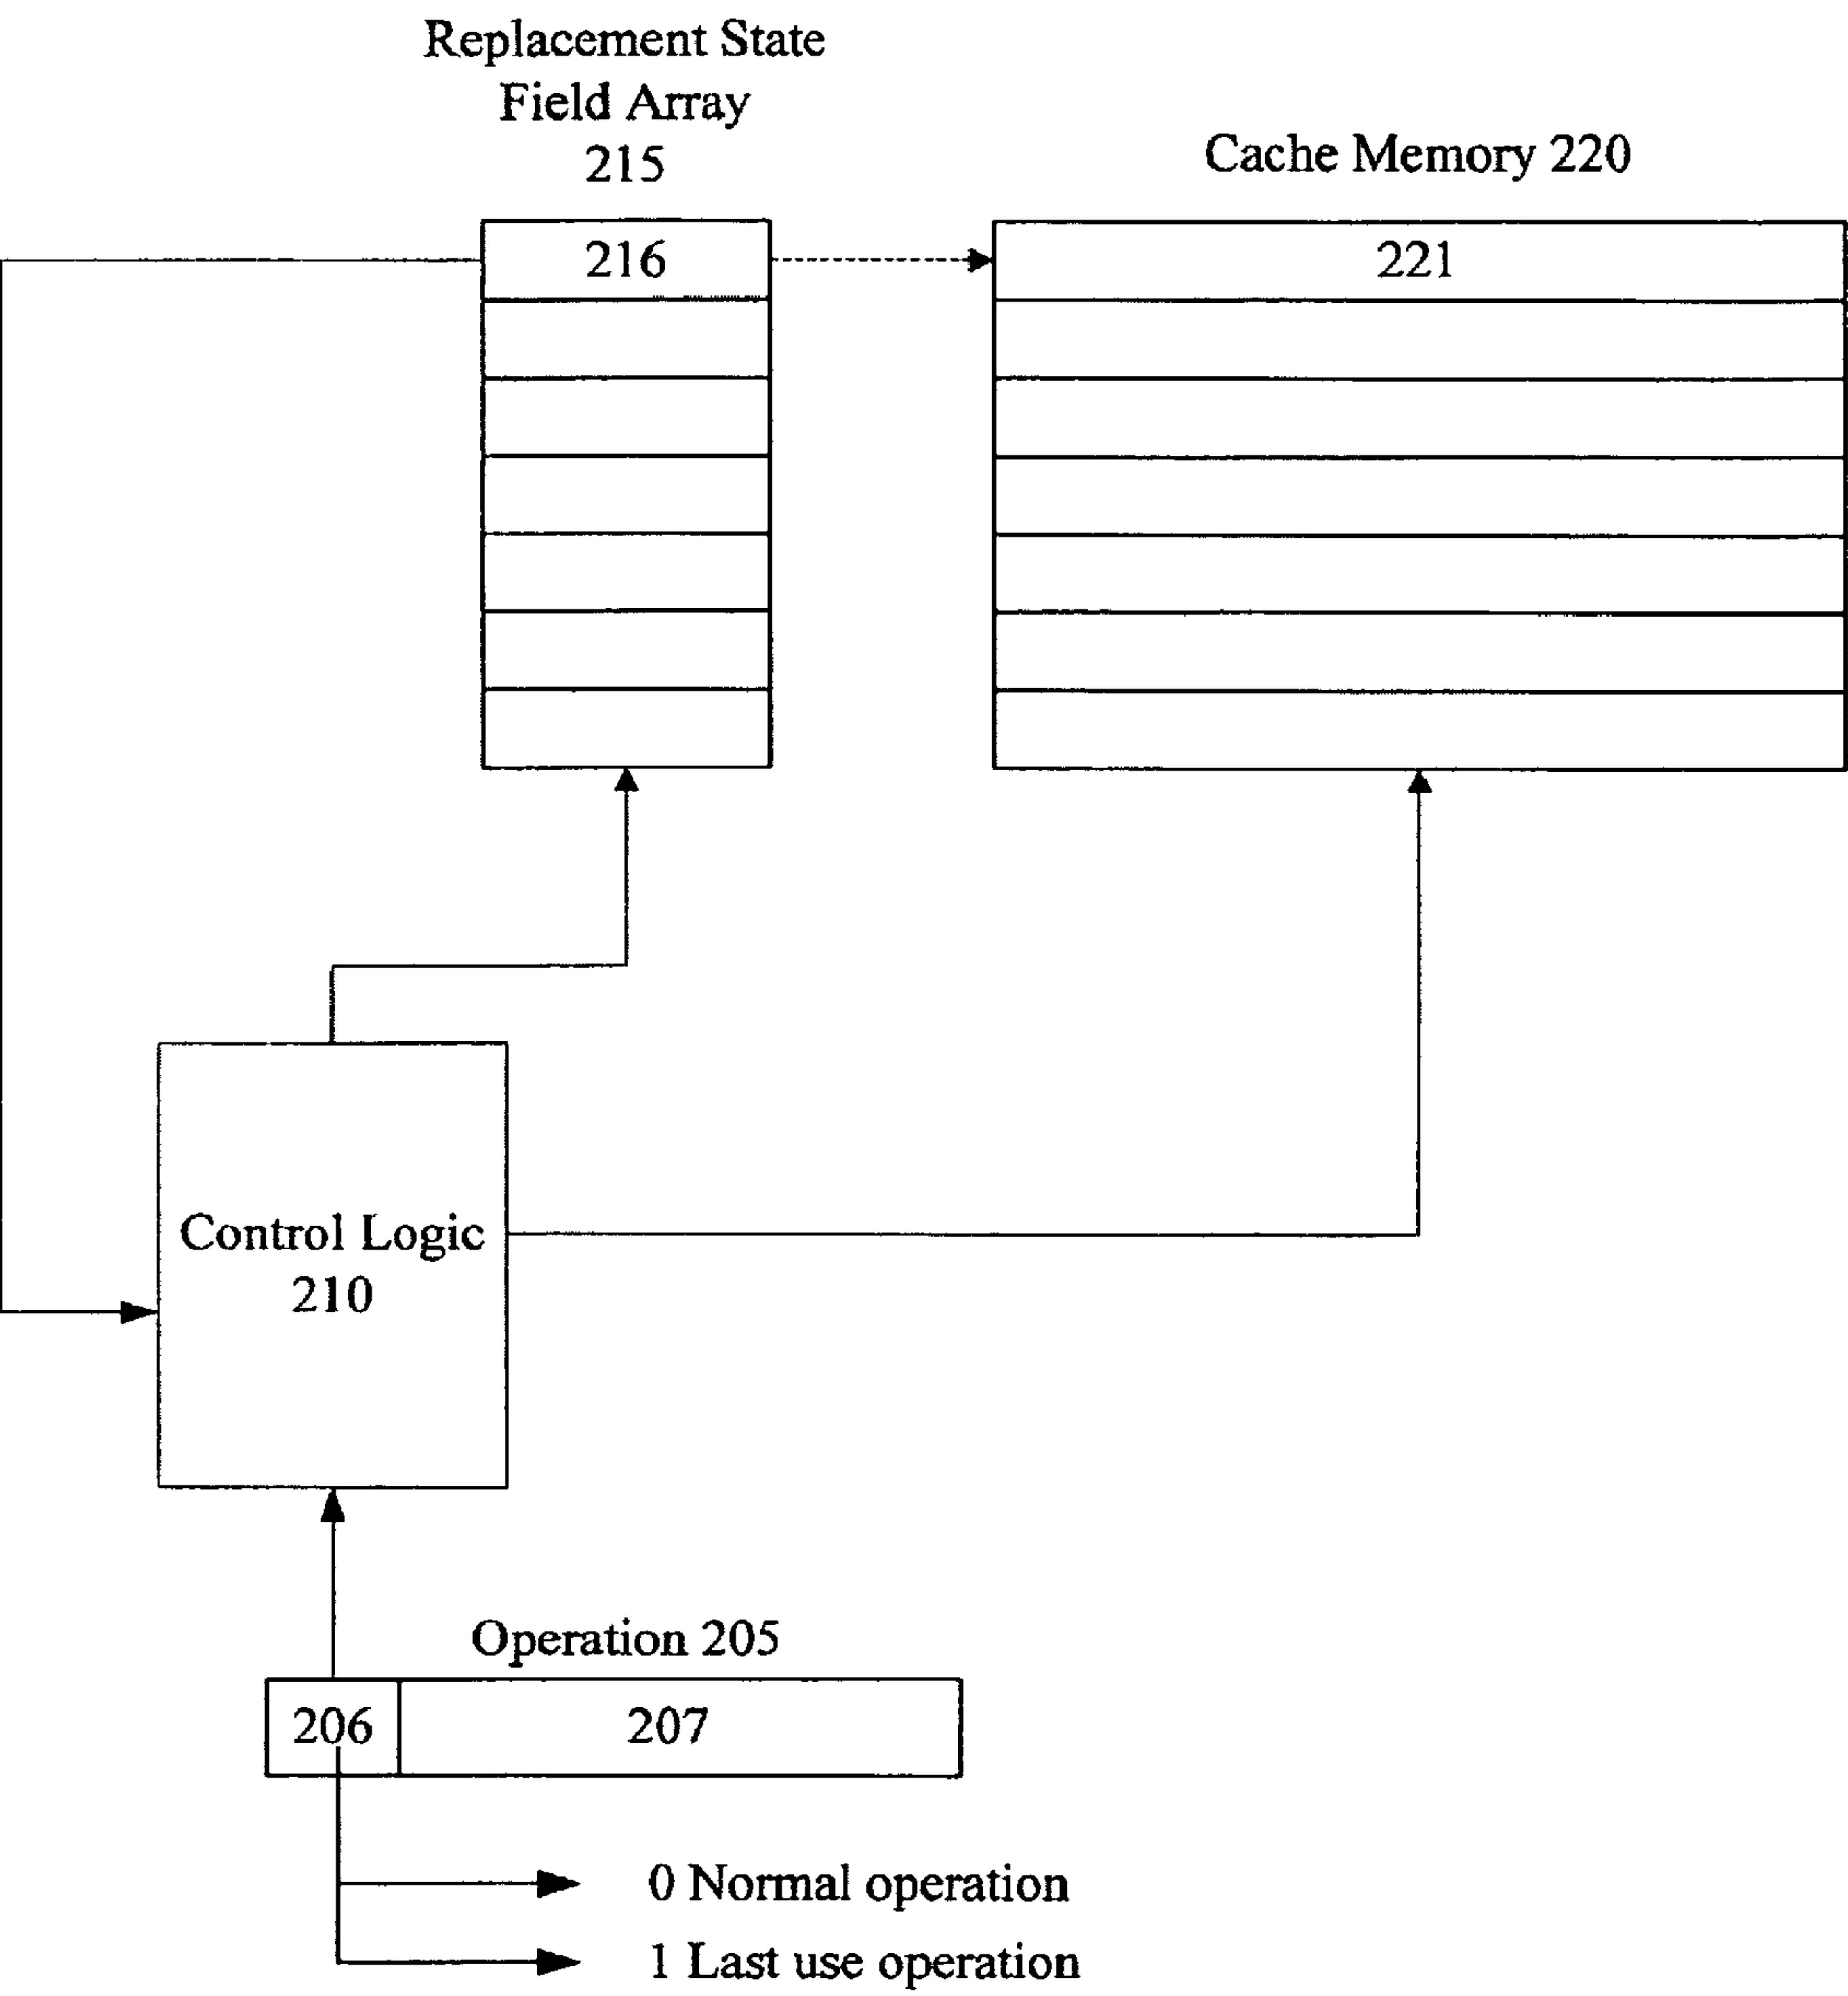 Replacement State
Field Array
215
Cache Memory 220
216
221
Control Logic
210
Operation 205
206
207
0 Normal operation
1 Last use operation